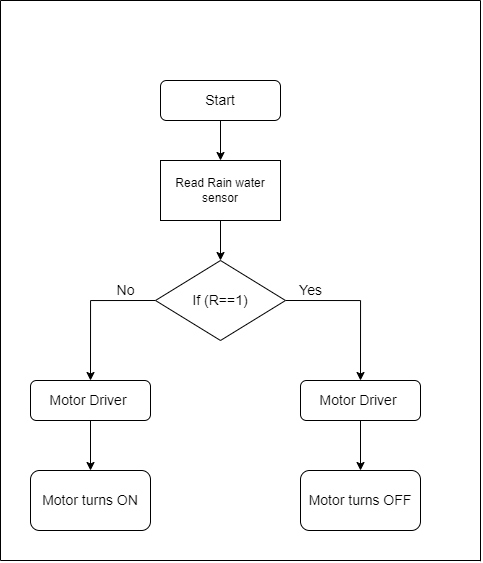 Start
Read Rain water
sensor
If (R==1)
No
Yes
Motor Driver
Motor Driver
Motor turns ON
Motor turns OFF